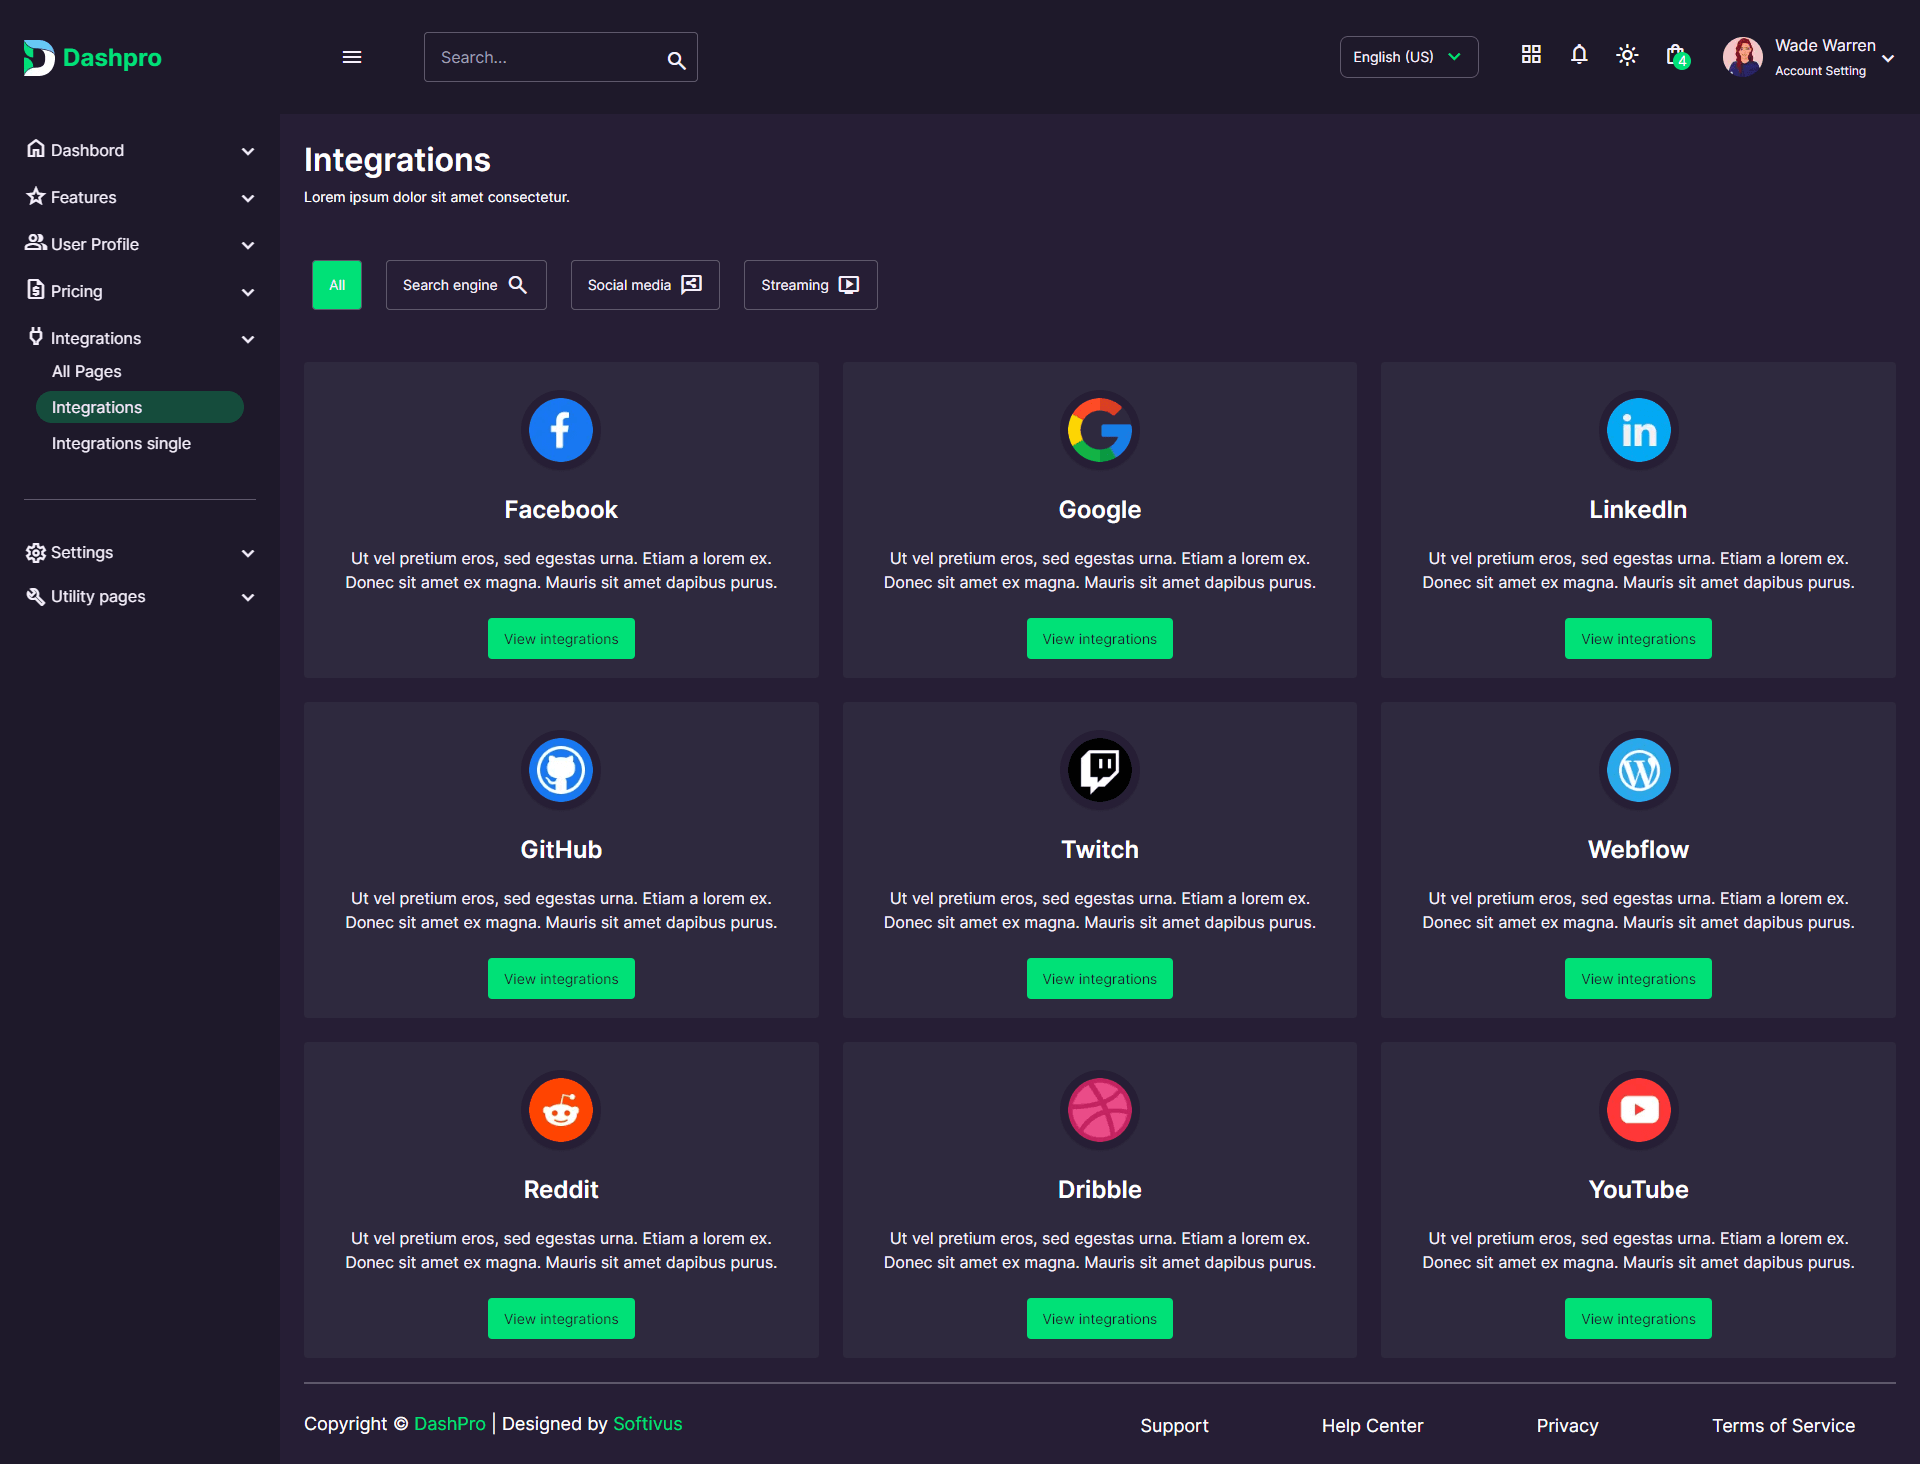 Dashpro
Search...
English (US)
4
Wade Warren
Account Setting
Dashbord
Features
User Profile
Pricing
Integrations
All Pages
Integrations
Integrations single
Settings
Utility pages
Integrations
Lorem ipsum dolor sit amet consectetur.
All
Search engine
Social media
Streaming
Facebook
Ut vel pretium eros, sed egestas urna. Etiam a lorem ex.
Donec sit amet ex magna. Mauris sit amet dapibus purus.
View integrations
Google
Ut vel pretium eros, sed egestas urna. Etiam a lorem ex.
Donec sit amet ex magna. Mauris sit amet dapibus purus.
View integrations
LinkedIn
Ut vel pretium eros, sed egestas urna. Etiam a lorem ex.
Donec sit amet ex magna. Mauris sit amet dapibus purus.
View integrations
GitHub
Ut vel pretium eros, sed egestas urna. Etiam a lorem ex.
Donec sit amet ex magna. Mauris sit amet dapibus purus.
View integrations
Twitch
Ut vel pretium eros, sed egestas urna. Etiam a lorem ex.
Donec sit amet ex magna. Mauris sit amet dapibus purus.
View integrations
Webflow
Ut vel pretium eros, sed egestas urna. Etiam a lorem ex.
Donec sit amet ex magna. Mauris sit amet dapibus purus.
View integrations
Reddit
Ut vel pretium eros, sed egestas urna. Etiam a lorem ex.
Donec sit amet ex magna. Mauris sit amet dapibus purus.
View integrations
Dribble
Ut vel pretium eros, sed egestas urna. Etiam a lorem ex.
Donec sit amet ex magna. Mauris sit amet dapibus purus.
View integrations
YouTube
Ut vel pretium eros, sed egestas urna. Etiam a lorem ex.
Donec sit amet ex magna. Mauris sit amet dapibus purus.
View integrations
Copyright © DashPro | Designed by Softivus
Support
Help Center
Privacy
Terms of Service